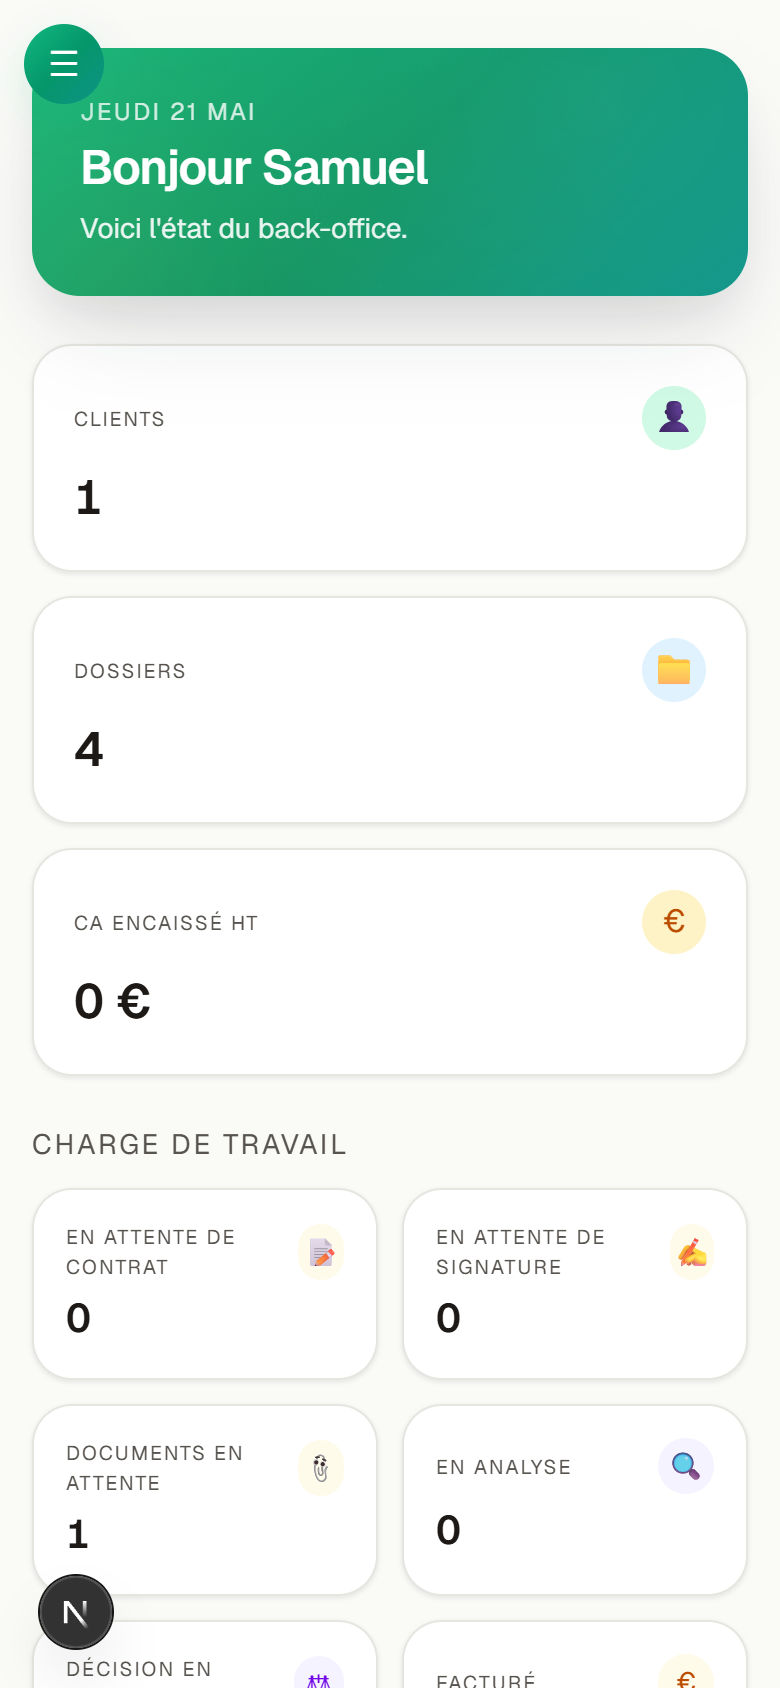 JEUDI 21 MAI
Bonjour Samuel
Voici l'état du back-office.
CLIENTS
1
DOSSIERS
4
CA ENCAISSÉ HT
€
0 €
CHARGE DE TRAVAIL
EN ATTENTE DE
CONTRAT
0
EN ATTENTE DE
SIGNATURE
0
DOCUMENTS EN
ATTENTE
1
EN ANALYSE
0
N
DÉCISION EN
FACTURÉ
€